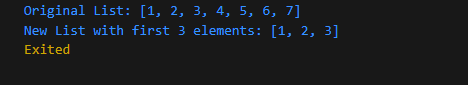 Original List: [1, 2, 3, 4, 5, 6, 7]
New List with first 3 elements: [1, 2, 3]
Exited